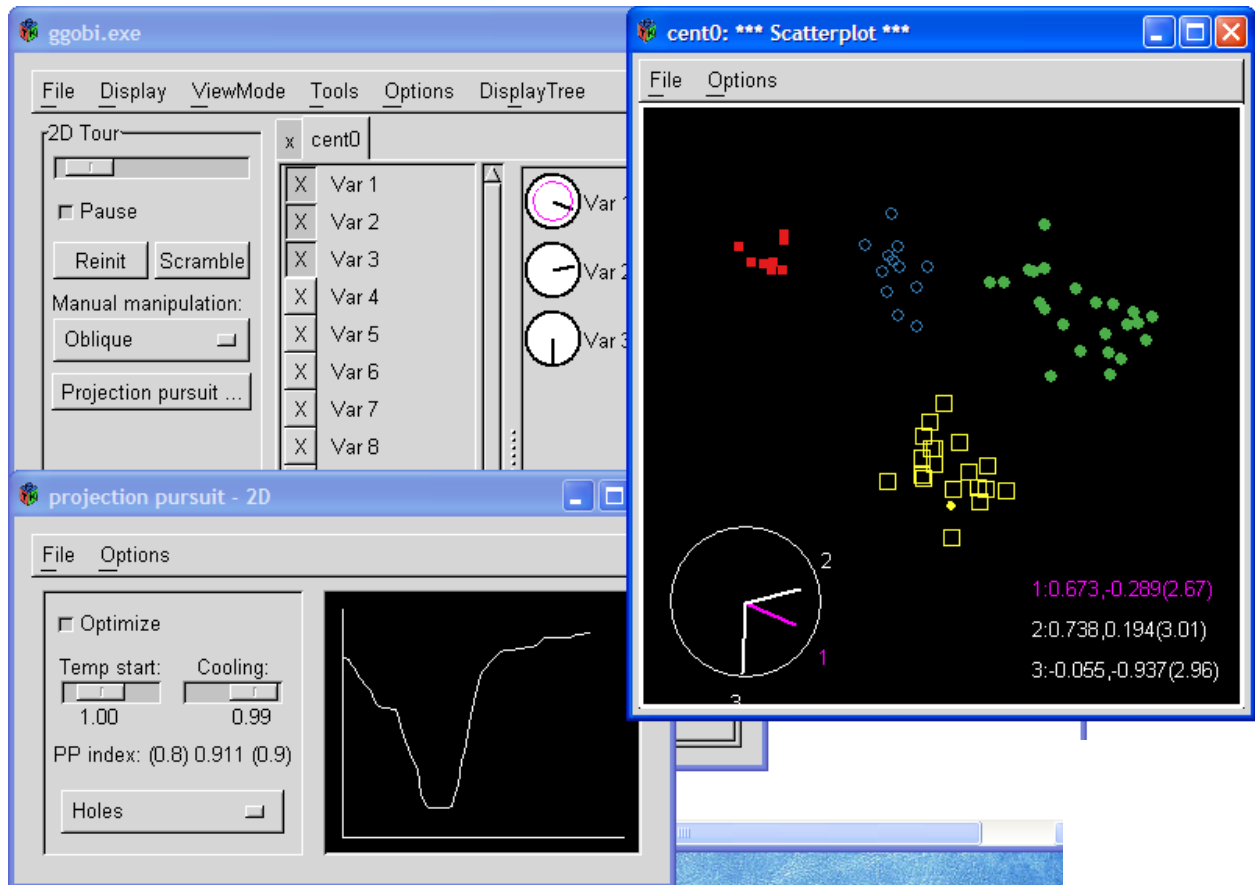 ggobi.exe
File Display ViewMode Tools Options DisplayTree
2D Tour
Pause
Reinit Scramble
Manual manipulation:
Oblique
Projection pursuit ...
x cent0
X Var 1
X Var 2
X Var 3
X Var 4
X Var 5
X Var 6
X Var 7
X Var 8
Var 1
Var 2
Var 3
cent0: *** Scatterplot ***
File Options
2
1
3
1:0.673,-0.289(2.67)
2:0.738,0.194(3.01)
3:-0.055,-0.937(2.96)
projection pursuit - 2D
File Options
Optimize
Temp start: Cooling:
1.00 0.99
PP index: (0.8) 0.911 (0.9)
Holes